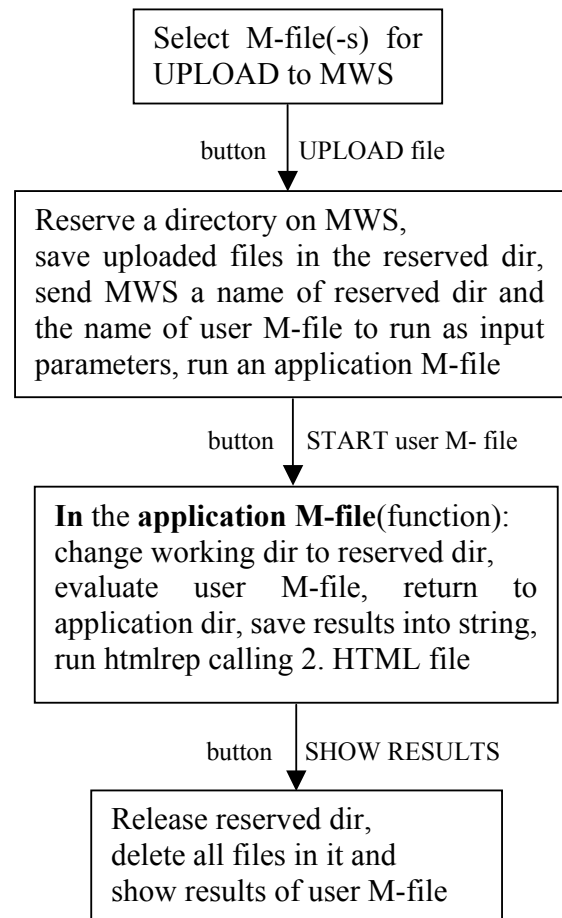 Select M-file(-s) for
UPLOAD to MWS
button UPLOAD file
Reserve a directory on MWS,
save uploaded files in the reserved dir,
send MWS a name of reserved dir and
the name of user M-file to run as input
parameters, run an application M-file
button START user M- file
In the application M-file(function):
change working dir to reserved dir,
evaluate user M-file, return to
application dir, save results into string,
run htmlrep calling 2. HTML file
button SHOW RESULTS
Release reserved dir,
delete all files in it and
show results of user M-file